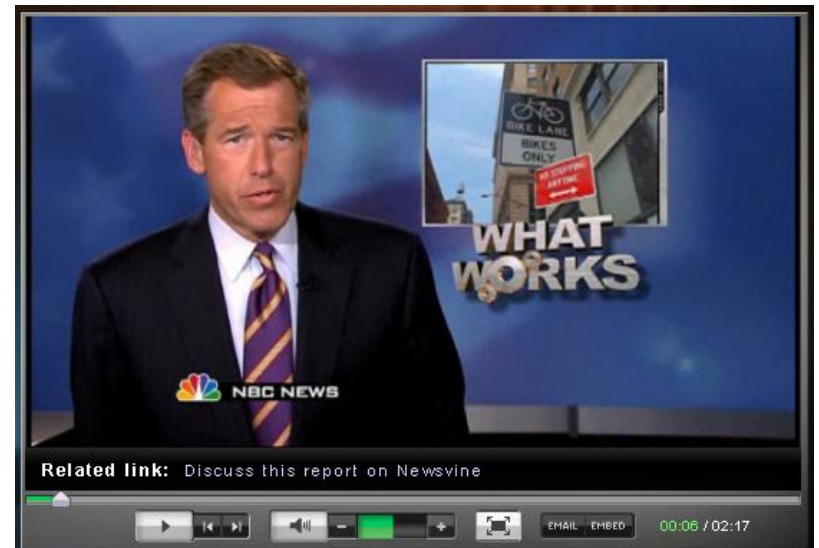 BIKE LANE
BIKES
ONLY
NO STOPPING
ANYTIME
WHAT
WORKS
NBC NEWS
Related link: Discuss this report on Newsvine
EMAIL EMBED 00:06 / 02:17